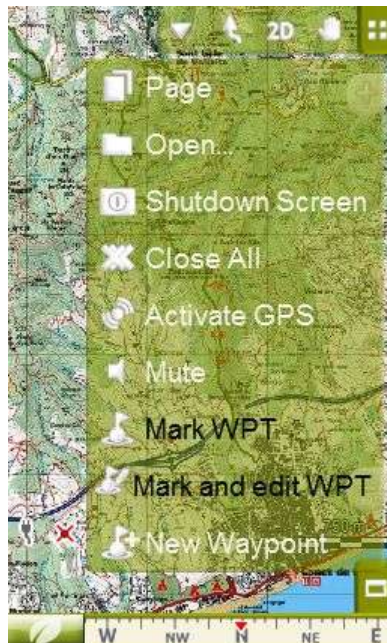 2D
Page
Open...
Shutdown Screen
Close All
Activate GPS
Mute
Mark WPT
Mark and edit WPT
New Waypoint
W NW N NE E